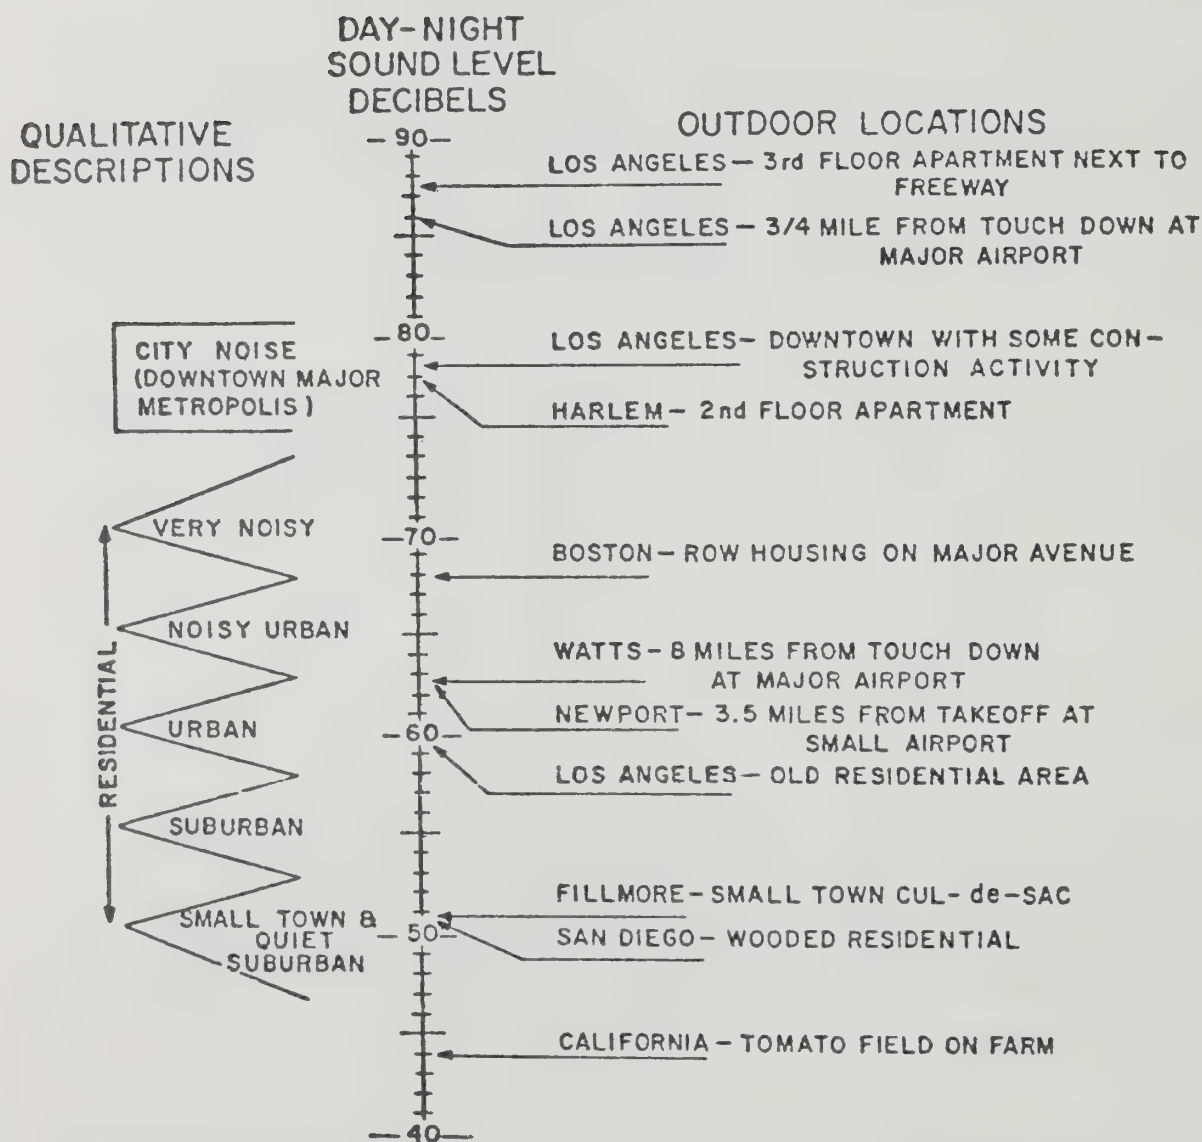 DAY-NIGHT
SOUND LEVEL
DECIBELS
QUALITATIVE
DESCRIPTIONS
OUTDOOR LOCATIONS
-90-
LOS ANGELES - 3rd FLOOR APARTMENT NEXT TO
FREEWAY
LOS ANGELES - 3/4 MILE FROM TOUCH DOWN AT
MAJOR AIRPORT
-80-
CITY NOISE
(DOWNTOWN MAJOR
METROPOLIS)
LOS ANGELES - DOWNTOWN WITH SOME CON-
STRUCTION ACTIVITY
HARLEM - 2nd FLOOR APARTMENT
VERY NOISY
-70-
BOSTON - ROW HOUSING ON MAJOR AVENUE
NOISY URBAN
RESIDENTIAL
WATTS - 8 MILES FROM TOUCH DOWN
AT MAJOR AIRPORT
URBAN
NEWPORT - 3.5 MILES FROM TAKEOFF AT
SMALL AIRPORT
-60-
LOS ANGELES - OLD RESIDENTIAL AREA
SUBURBAN
FILLMORE - SMALL TOWN CUL-de-SAC
SMALL TOWN &
QUIET
SUBURBAN
-50-
SAN DIEGO - WOODED RESIDENTIAL
CALIFORNIA - TOMATO FIELD ON FARM
-40-